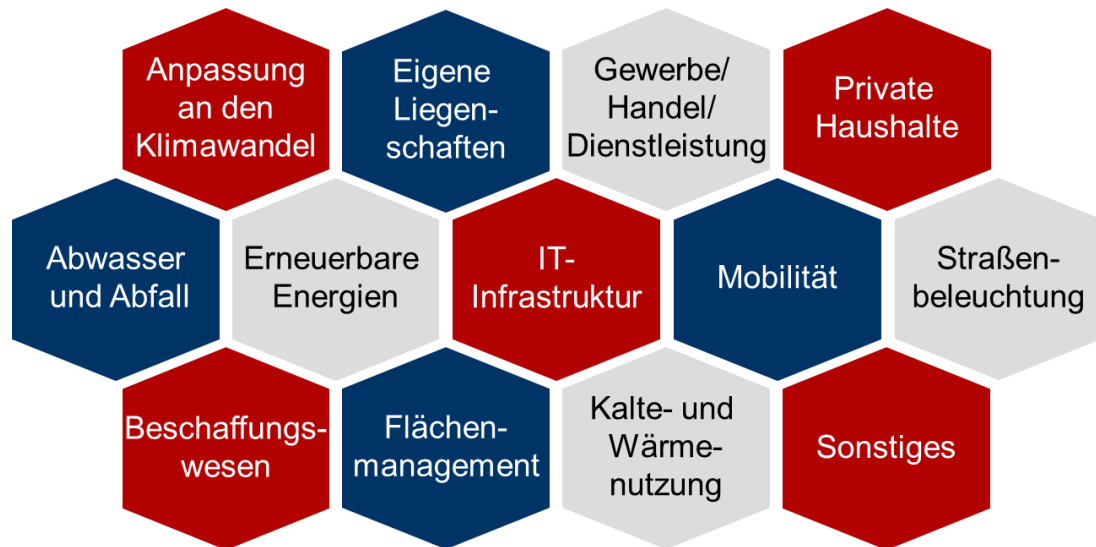 Anpassung
an den
Klimawandel
Eigene
Liegen-
schaften
Gewerbe/
Handel/
Dienstleistung
Private
Haushalte
Abwasser
und Abfall
Erneuerbare
Energien
IT-
Infrastruktur
Mobilität
Straßen-
beleuchtung
Beschaffungs-
wesen
Flächen-
management
Kalte- und
Wärme-
nutzung
Sonstiges